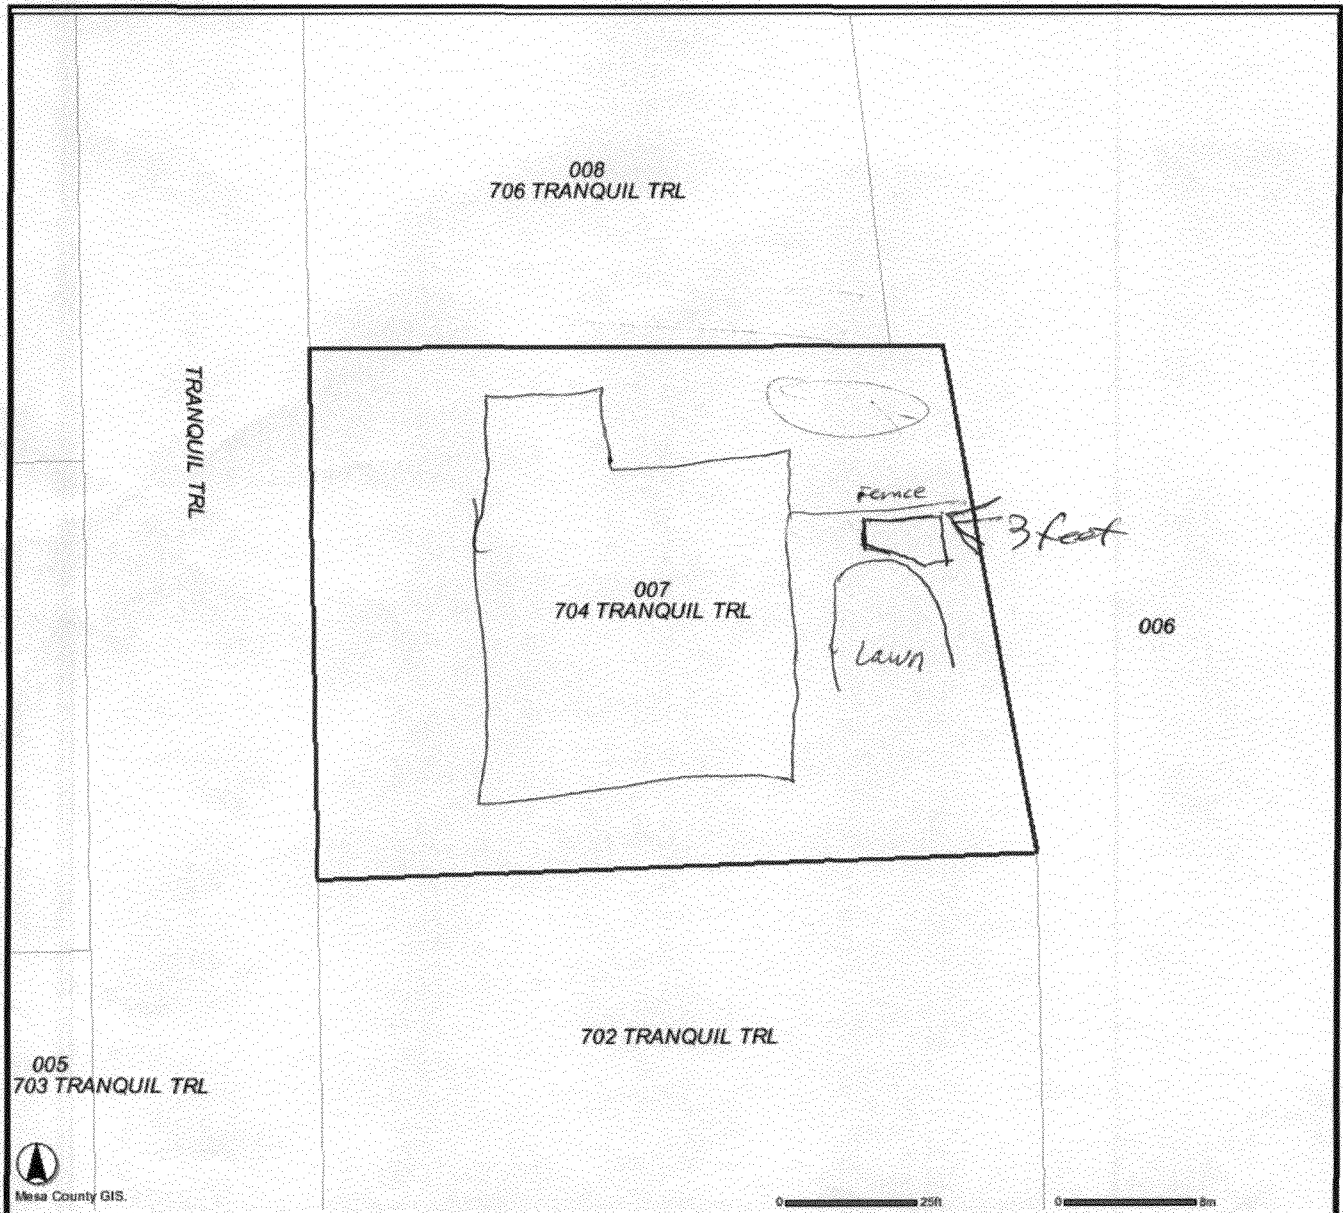 008
706 TRANQUIL TRL
TRANQUIL TRL
Fence
3 feet
007
704 TRANQUIL TRL
006
Lawn
702 TRANQUIL TRL
005
703 TRANQUIL TRL
Mesa County GIS.
0 25ft
0 8m